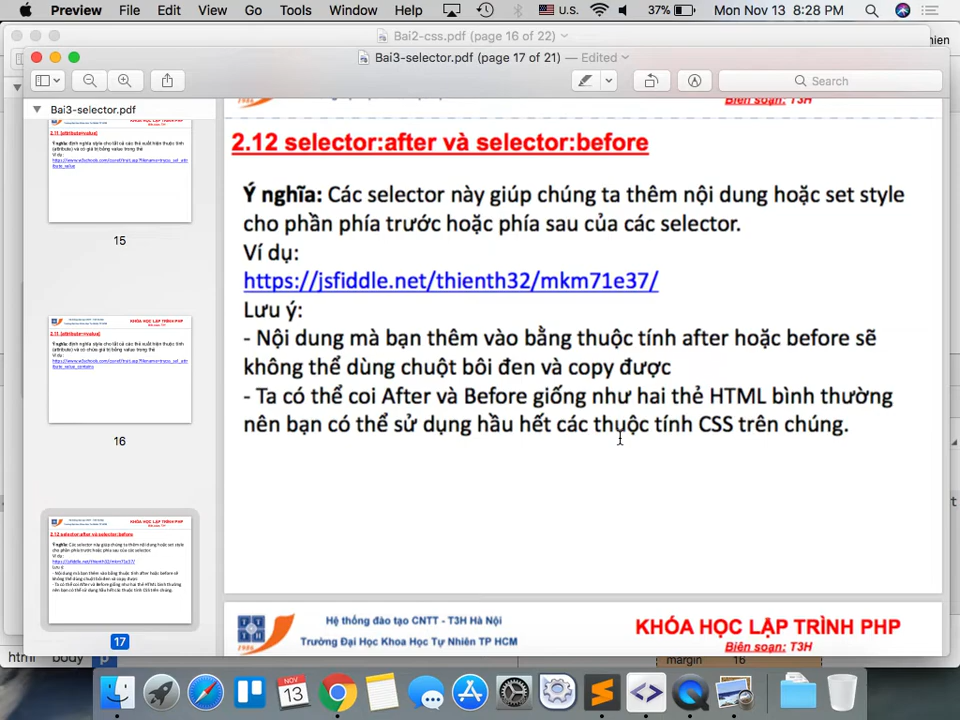 Preview File Edit View Go Tools Window Help U.S. 37% Mon Nov 13 8:28 PM
Bai2-css.pdf (page 16 of 22)
Bai3-selector.pdf (page 17 of 21) — Edited
Search
Bai3-selector.pdf
15
16
17
Biên soạn: T3H
2.12 selector:after và selector:before
Ý nghĩa: Các selector này giúp chúng ta thêm nội dung hoặc set style
cho phần phía trước hoặc phía sau của các selector.
Ví dụ:
https://jsfiddle.net/thienth32/mkm71e37/
Lưu ý:
- Nội dung mà bạn thêm vào bằng thuộc tính after hoặc before sẽ
không thể dùng chuột bôi đen và copy được
- Ta có thể coi After và Before giống như hai thẻ HTML bình thường
nên bạn có thể sử dụng hầu hết các thuộc tính CSS trên chúng.
Hệ thống đào tạo CNTT - T3H Hà Nội
Trường Đại Học Khoa Học Tự Nhiên TP HCM
KHÓA HỌC LẬP TRÌNH PHP
Biên soạn: T3H
html body p
margin 16
NOV
13